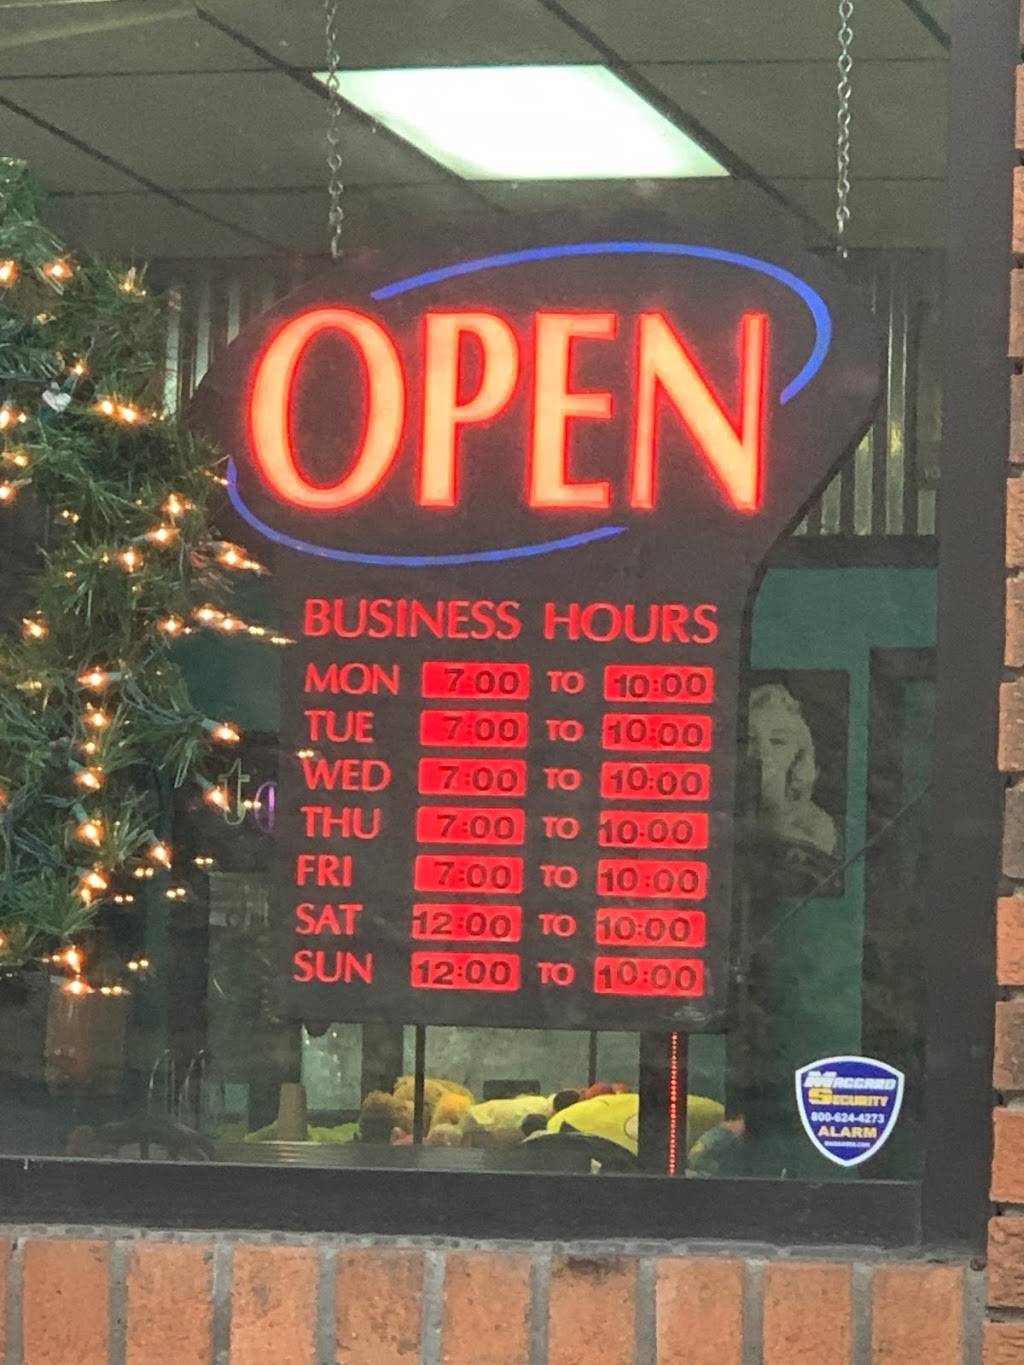 OPEN
BUSINESS HOURS
MON 7:00 TO 10:00
TUE 7:00 TO 10:00
WED 7:00 TO 10:00
THU 7:00 TO 10:00
FRI 7:00 TO 10:00
SAT 12:00 TO 10:00
SUN 12:00 TO 10:00
MAGGARD
SECURITY
800-624-4273
ALARM